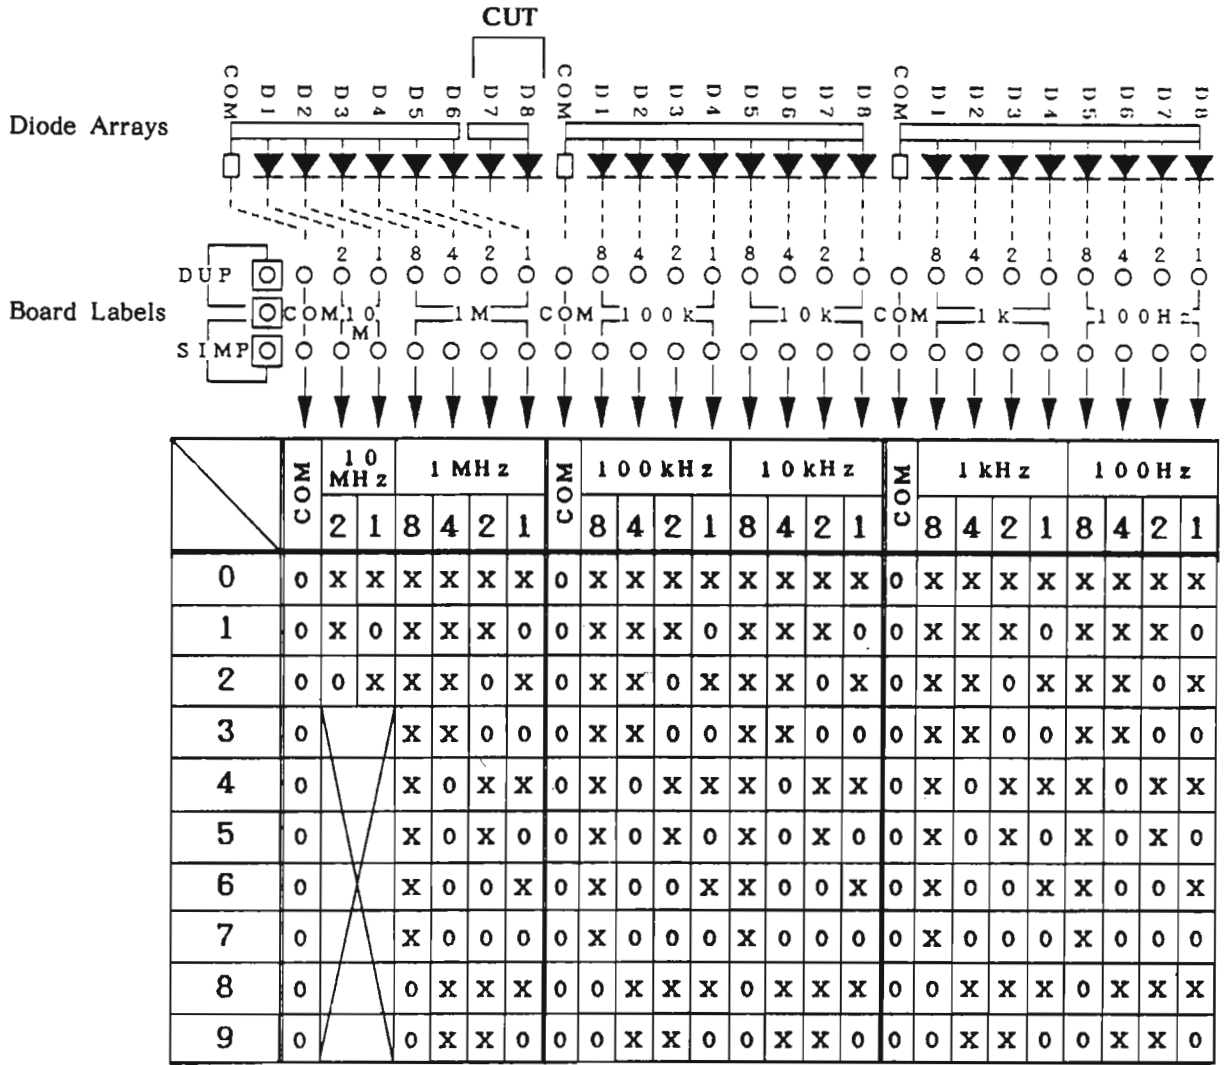 CUT
COM D1 D2 D3 D4 D5 D6 D7 D8 COM D1 D2 D3 D4 D5 D6 D7 D8 COM D1 D2 D3 D4 D5 D6 D7 D8
Diode Arrays
2 1 8 4 2 1 8 4 2 1 8 4 2 1 8 4 2 1 8 4 2 1
DUP
Board Labels COM 10 M 1M COM 100k 10k COM 1k 100Hz
SIMP
COM 10 MHz 1 MHz COM 100kHz 10kHz COM 1kHz 100Hz
2 1 8 4 2 1 8 4 2 1 8 4 2 1 8 4 2 1 8 4 2 1
0 o X X X X X X o X X X X X X X X o X X X X X X X X
1 o X o X X X o o X X X o X X X o o X X X o X X X o
2 o o X X X o X o X X o X X X o X o X X o X X X o X
3 o X X o o o X X o o X X o o o X X o o X X o o
4 o X o X X o X o X X X o X X o X o X X X o X X
5 o X o X o o X o X o X o X o o X o X o X o X o
6 o X o o X o X o o X X o o X o X o o X X o o X
7 o X o o o o X o o o X o o o o X o o o X o o o
8 o o X X X o o X X X o X X X o o X X X o X X X
9 o o X X o o o X X o o X X o o o X X o o X X o